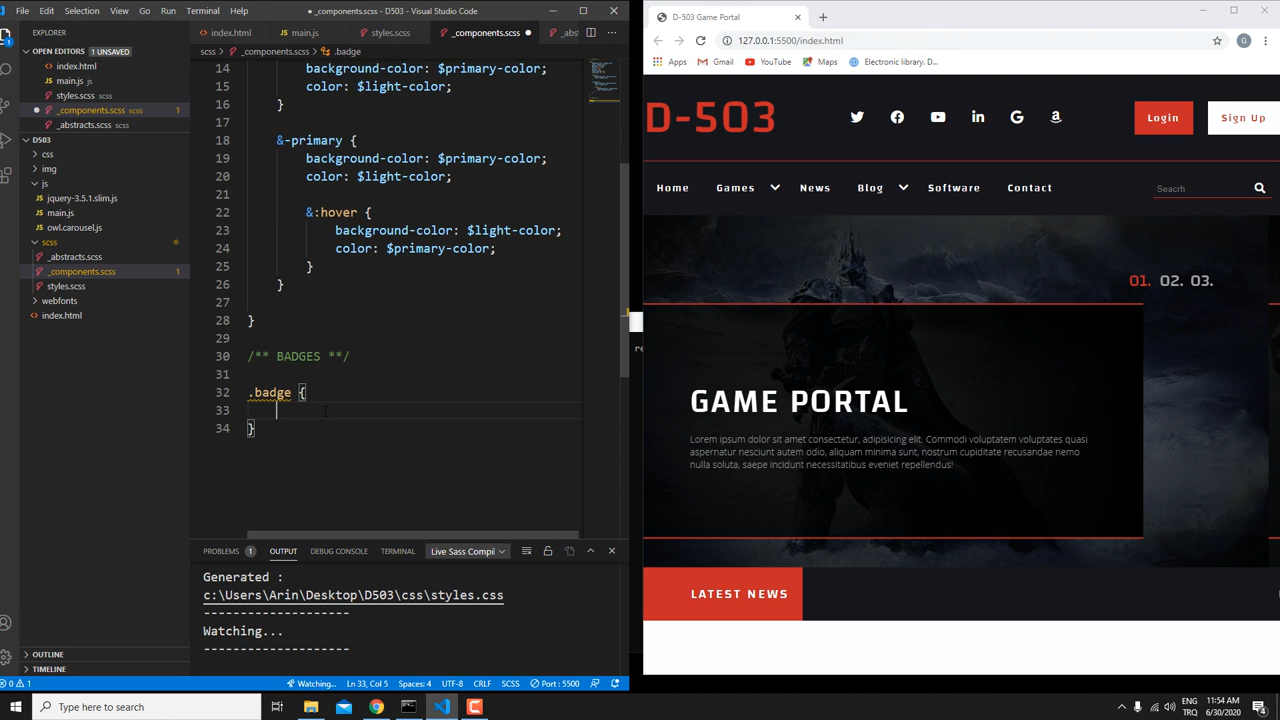 File Edit Selection View Go Run Terminal Help
● _components.scss - D503 - Visual Studio Code
EXPLORER
OPEN EDITORS 1 UNSAVED
index.html
main.js js
styles.scss scss
_components.scss scss 1
_abstracts.scss scss
D503
css
img
js
jquery-3.5.1.slim.js
main.js
owl.carousel.js
scss
_abstracts.scss
_components.scss 1
styles.scss
webfonts
index.html
OUTLINE
TIMELINE
index.html main.js styles.scss _components.scss ● _abst
scss > _components.scss > .badge
14 background-color: $primary-color;
15 color: $light-color;
16 }
17
18 &-primary {
19 background-color: $primary-color;
20 color: $light-color;
21
22 &:hover {
23 background-color: $light-color;
24 color: $primary-color;
25 }
26 }
27
28 }
29
30 /** BADGES **/
31
32 .badge {
33
34 }
PROBLEMS 1 OUTPUT DEBUG CONSOLE TERMINAL Live Sass Compil
Generated :
c:\Users\Arin\Desktop\D503\css\styles.css
--------------------
Watching...
--------------------
0 1 Watching... Ln 33, Col 5 Spaces: 4 UTF-8 CRLF SCSS Port : 5500
re
D-503 Game Portal
127.0.0.1:5500/index.html
G
Apps Gmail YouTube Maps Electronic library. D...
D-503
Login Sign Up
Home Games News Blog Software Contact Seacrh
01. 02. 03.
GAME PORTAL
Lorem ipsum dolor sit amet consectetur, adipisicing elit. Commodi voluptatem voluptates quasi
aspernatur nesciunt autem odio, aliquam minima sunt, nostrum cupiditate recusandae nemo
nulla soluta, saepe incidunt necessitatibus eveniet repellendus!
LATEST NEWS
Type here to search
ENG
TRQ
11:54 AM
6/30/2020
4